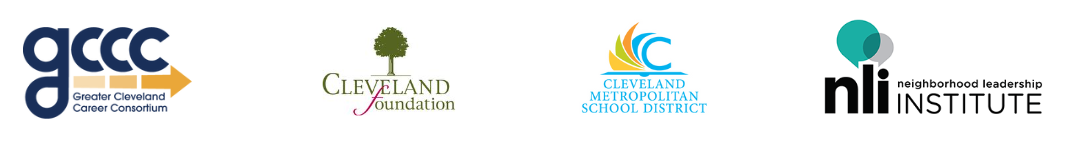 gccc
Greater Cleveland
Career Consortium
CLEVELAND
foundation
C
CLEVELAND
METROPOLITAN
SCHOOL DISTRICT
nli neighborhood leadership
INSTITUTE